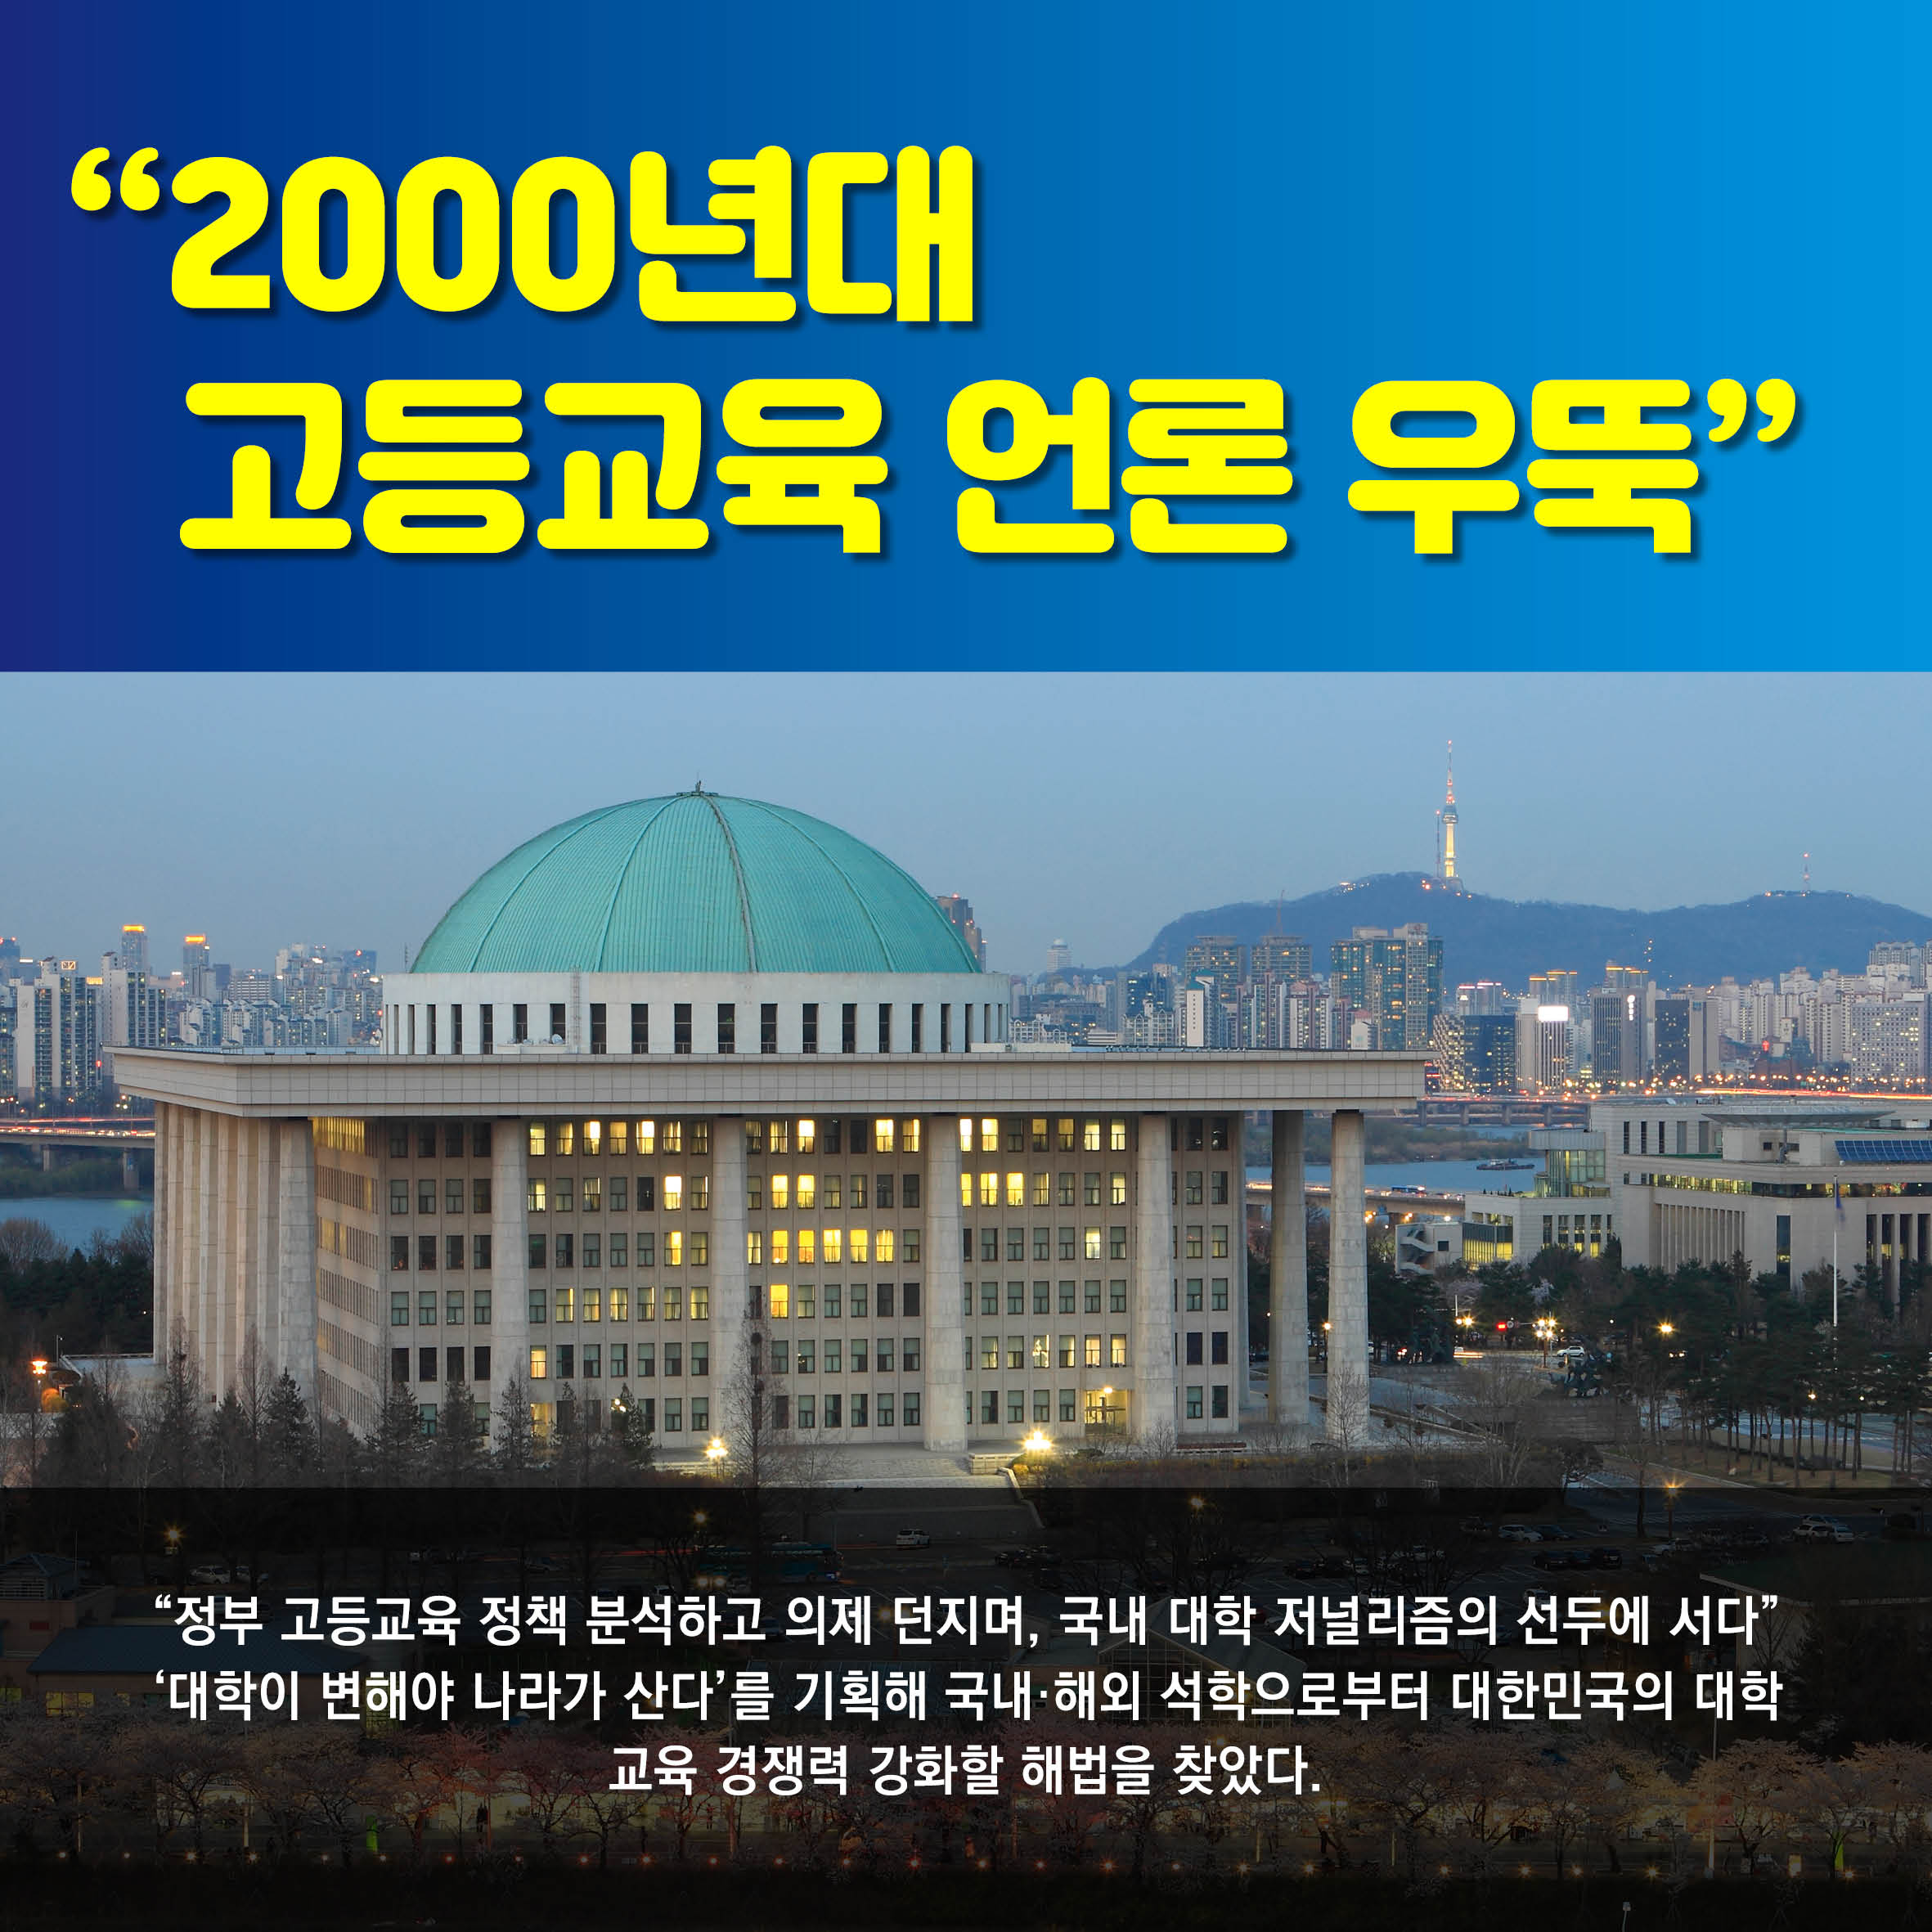 “2000년대
고등교육 언론 우뚝”
“정부 고등교육 정책 분석하고 의제 던지며, 국내 대학 저널리즘의 선두에 서다”
‘대학이 변해야 나라가 산다’를 기획해 국내·해외 석학으로부터 대한민국의 대학
교육 경쟁력 강화할 해법을 찾았다.